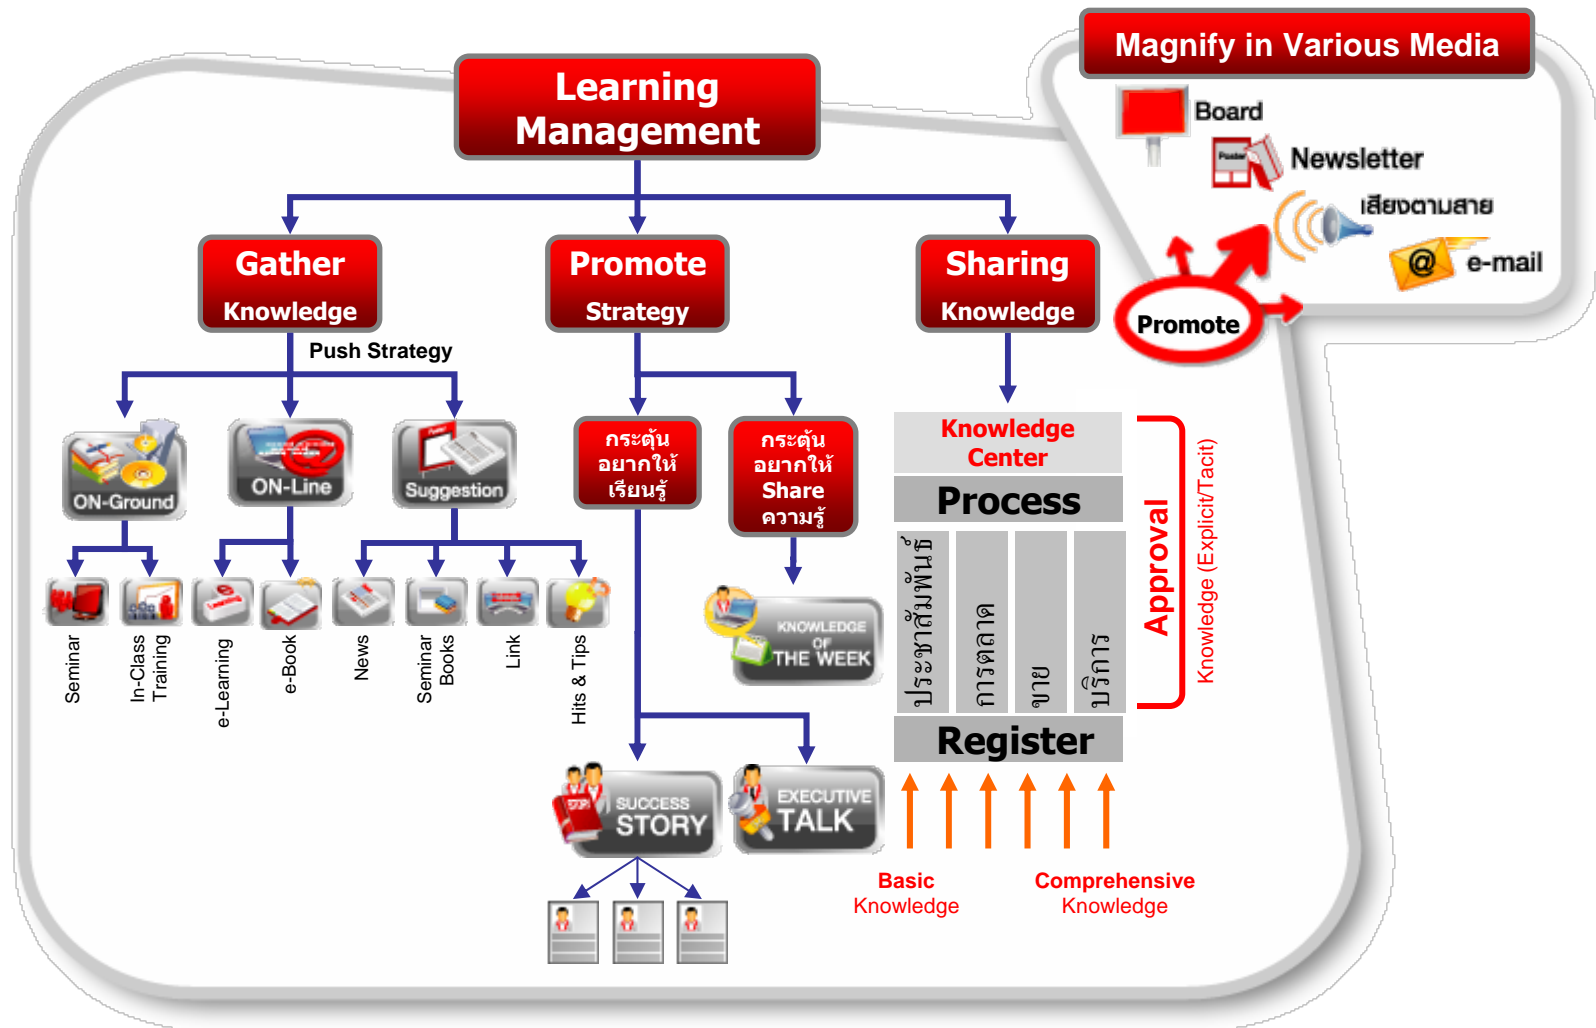 Magnify in Various Media
Board
Poster
Newsletter
เสียงตามสาย
@ e-mail
Promote
Learning
Management
Gather
Knowledge
Promote
Strategy
Sharing
Knowledge
Push Strategy
ON-Ground
ON-Line
Suggestion
Seminar
In-Class
Training
e-Learning
e-Book
News
Seminar
Books
Link
Hits & Tips
กระตุ้น
อยากให้
เรียนรู้
กระตุ้น
อยากให้
Share
ความรู้
KNOWLEDGE
OF
THE WEEK
SUCCESS
STORY
EXECUTIVE
TALK
Knowledge
Center
Process
ประชาสัมพันธ์
การตลาด
ขาย
บริการ
Register
Approval
Knowledge (Explicit/Tacit)
Basic
Knowledge
Comprehensive
Knowledge